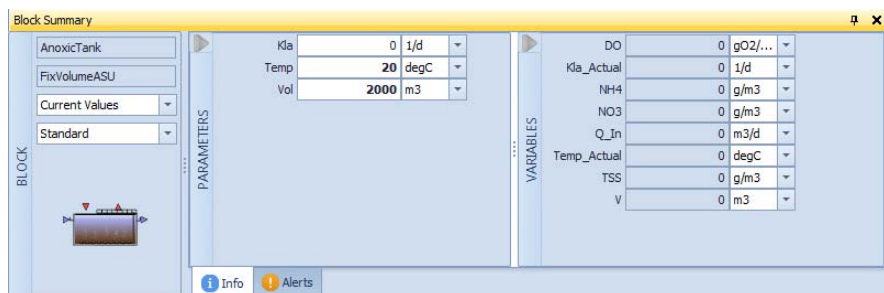 Block Summary
BLOCK
AnoxicTank
FixVolumeASU
Current Values
Standard
PARAMETERS
Kla 0 1/d
Temp 20 degC
Vol 2000 m3
VARIABLES
DO 0 gO2/...
Kla_Actual 0 1/d
NH4 0 g/m3
NO3 0 g/m3
Q_In 0 m3/d
Temp_Actual 0 degC
TSS 0 g/m3
V 0 m3
Info Alerts